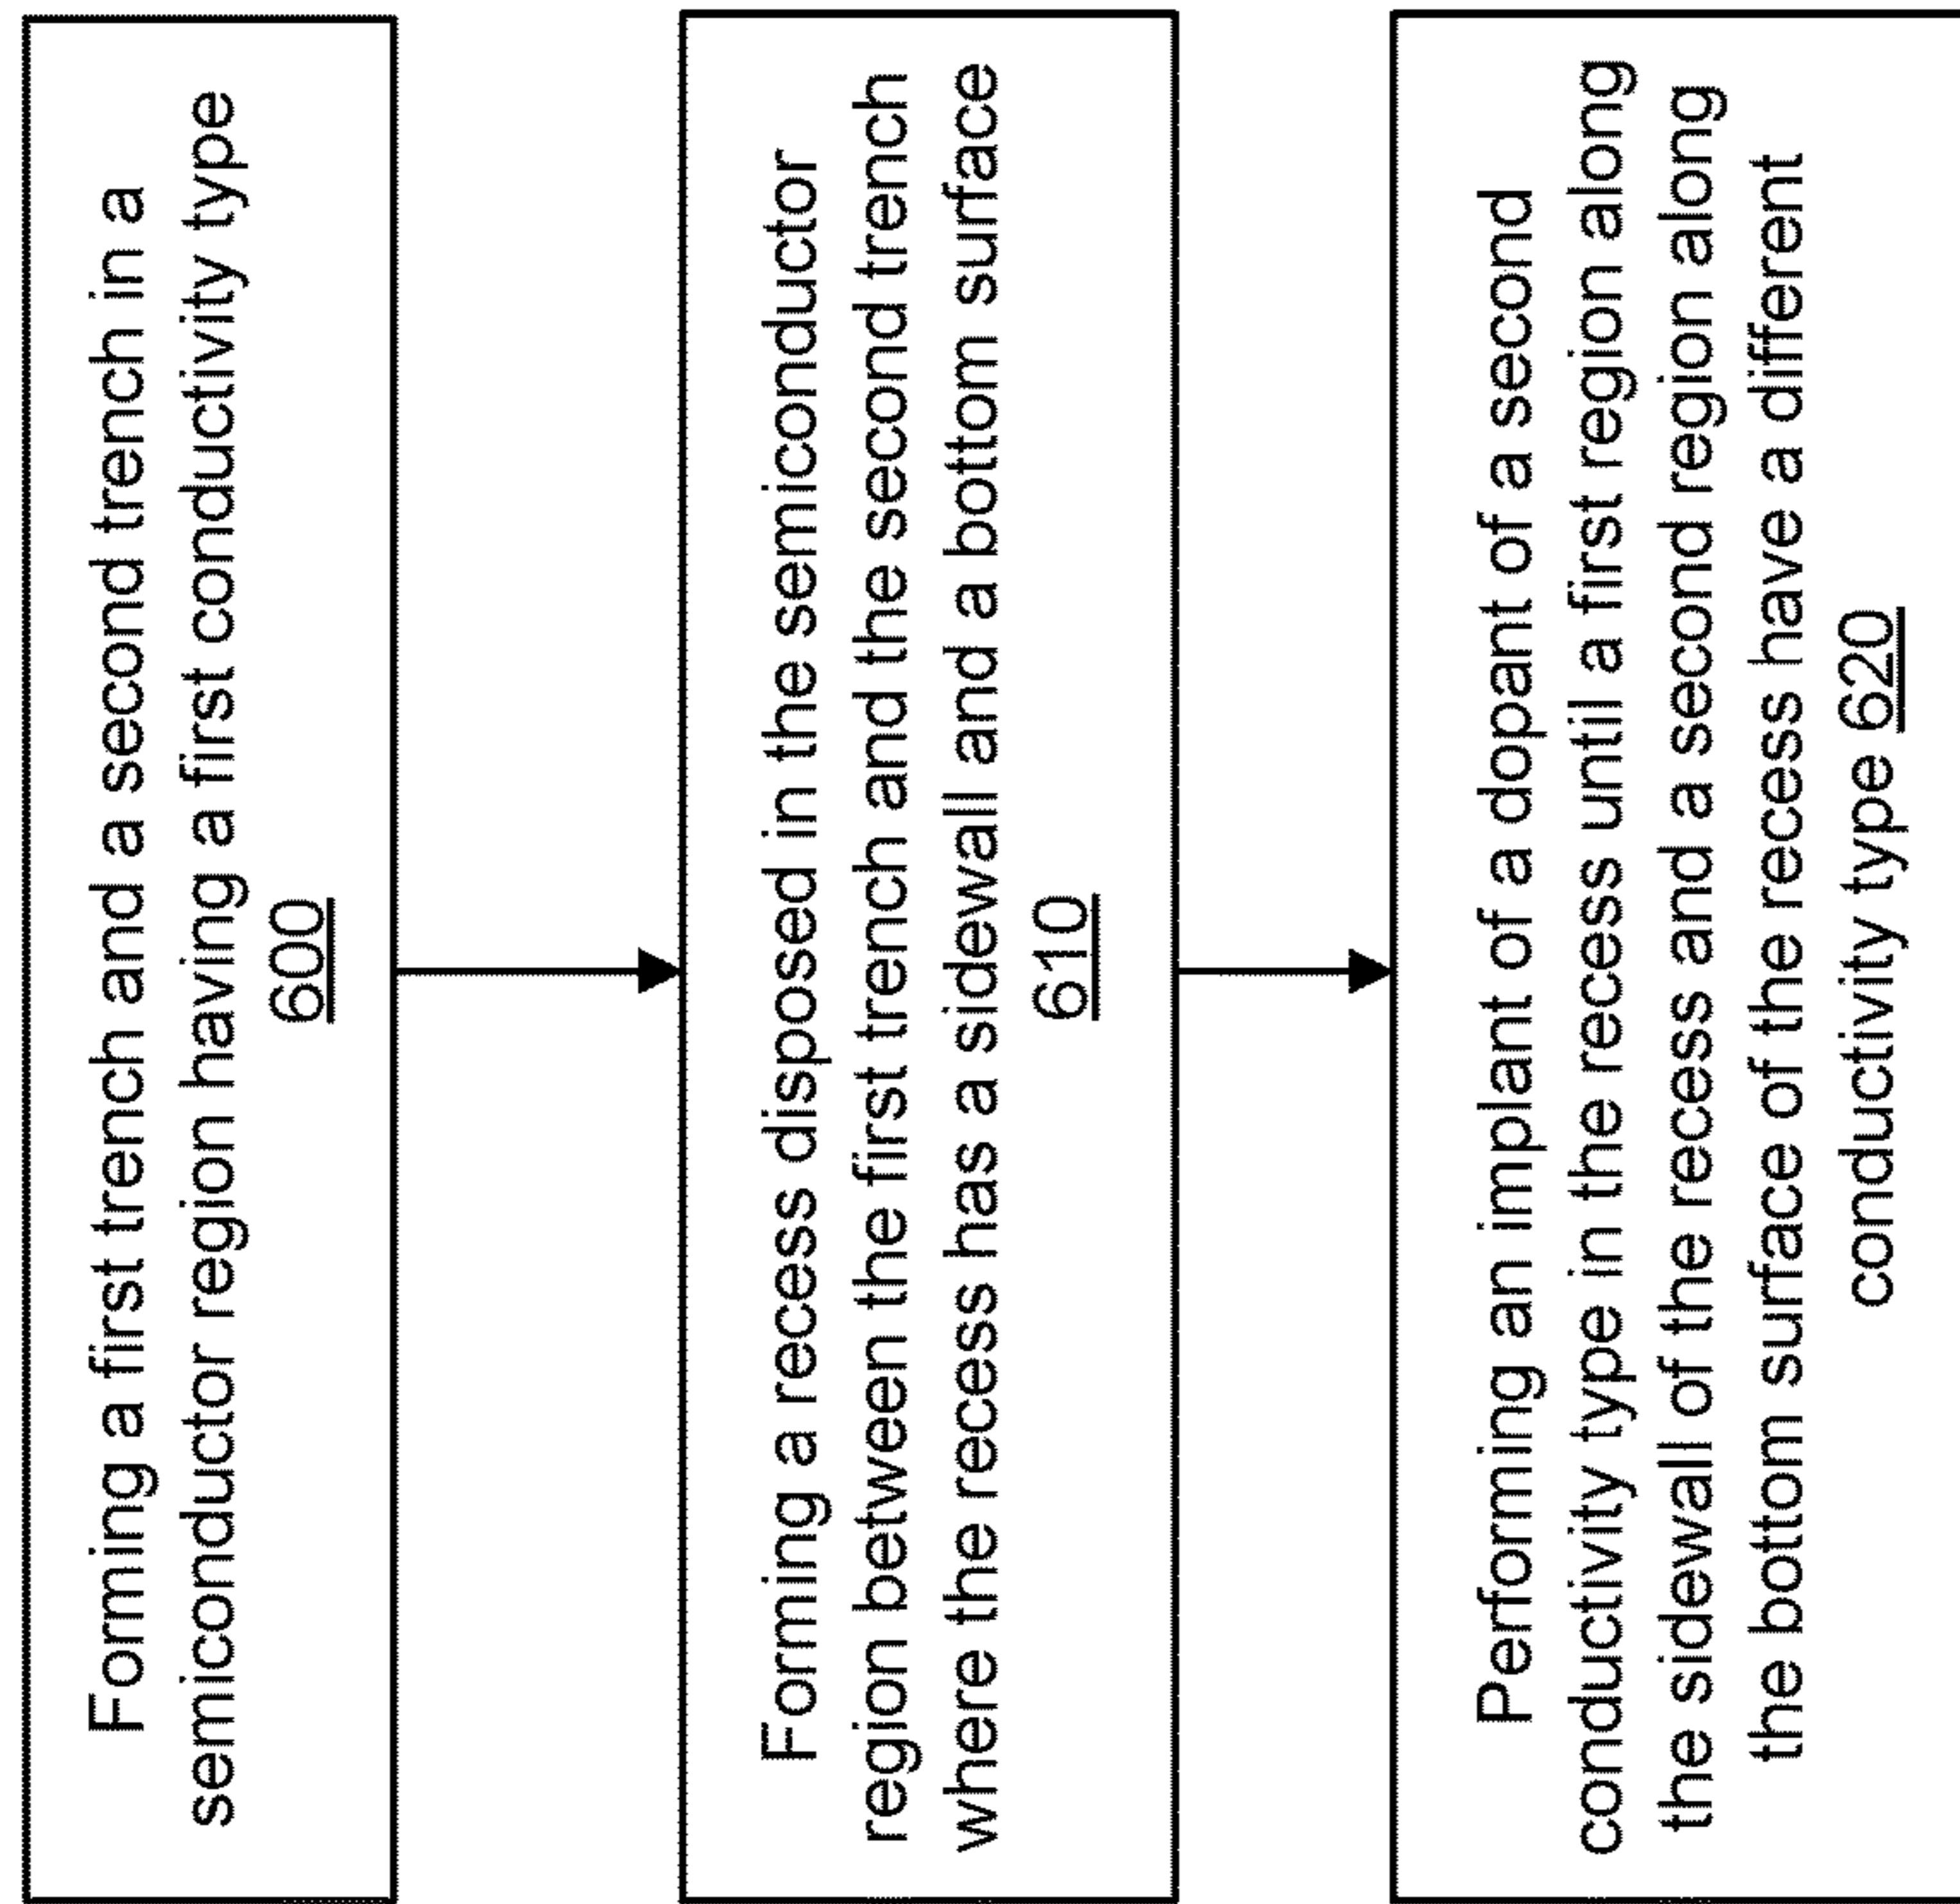 Forming a first trench and a second trench in a
semiconductor region having a first conductivity type
600
Forming a recess disposed in the semiconductor
region between the first trench and the second trench
where the recess has a sidewall and a bottom surface
610
Performing an implant of a dopant of a second
conductivity type in the recess until a first region along
the sidewall of the recess and a second region along
the bottom surface of the recess have a different
conductivity type 620